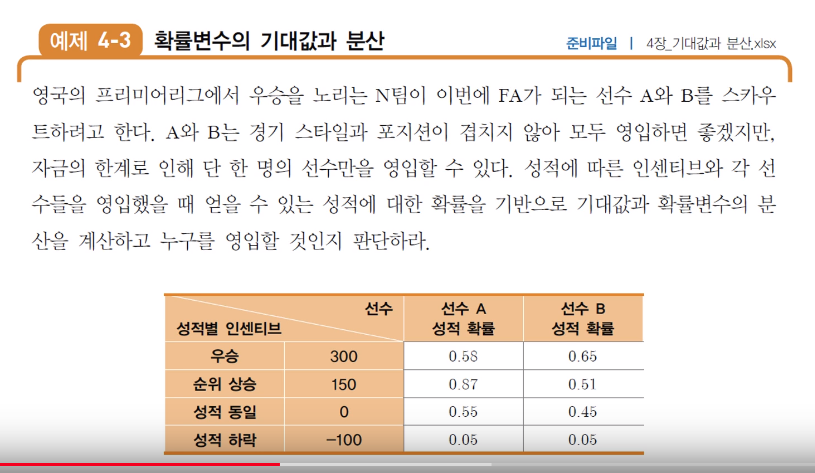 예제 4-3 확률변수의 기대값과 분산 준비파일 | 4장_기대값과 분산.xlsx
영국의 프리미어리그에서 우승을 노리는 N팀이 이번에 FA가 되는 선수 A와 B를 스카우
트하려고 한다. A와 B는 경기 스타일과 포지션이 겹치지 않아 모두 영입하면 좋겠지만,
자금의 한계로 인해 단 한 명의 선수만을 영입할 수 있다. 성적에 따른 인센티브와 각 선
수들을 영입했을 때 얻을 수 있는 성적에 대한 확률을 기반으로 기대값과 확률변수의 분
산을 계산하고 누구를 영입할 것인지 판단하라.
선수 선수 A 선수 B
성적별 인센티브 성적 확률 성적 확률
우승 300 0.58 0.65
순위 상승 150 0.87 0.51
성적 동일 0 0.55 0.45
성적 하락 -100 0.05 0.05